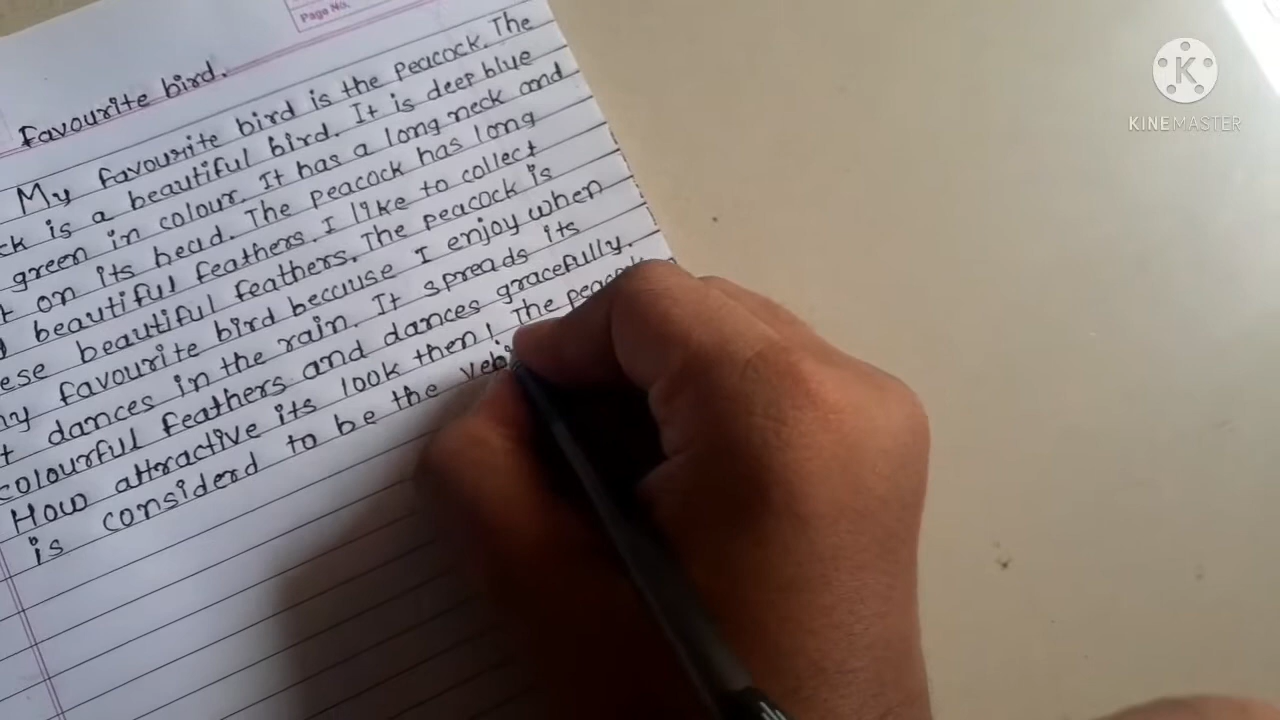 Page No.
Favourite bird.
My favourite bird is the peacock. The
ck is a beautiful bird. It is deep blue
green in colour. It has a long neck and
t on its head. The peacock has long
beautiful feathers. I like to collect
ese beautiful feathers. The peacock is
my favourite bird because I enjoy when
t dances in the rain. It spreads its
colourful feathers and dances gracefully.
How attractive its look then! The peacock
is considerd to be the
KINEMASTER